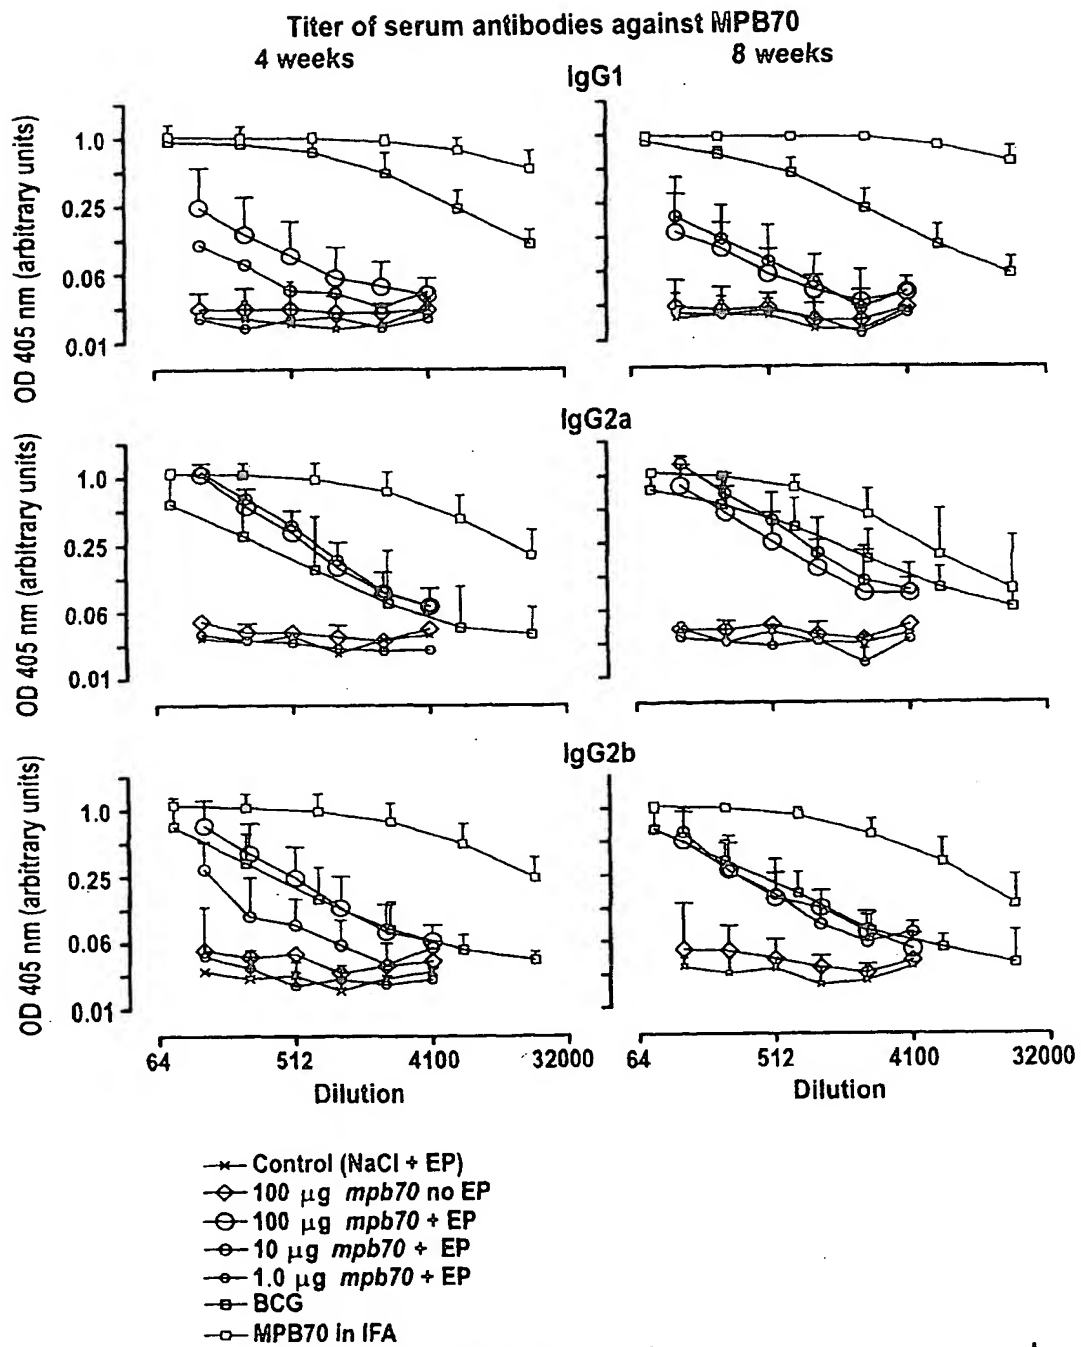 Titer of serum antibodies against MPB70
4 weeks
8 weeks
IgG1
OD 405 nm (arbitrary units)
1.0
0.25
0.06
0.01
64
512
4100
32000
IgG2a
OD 405 nm (arbitrary units)
1.0
0.25
0.06
0.01
IgG2b
OD 405 nm (arbitrary units)
1.0
0.25
0.06
0.01
64
512
4100
32000
64
512
4100
32000
Dilution
Dilution
Control (NaCl + EP)
100 µg mpb70 no EP
100 µg mpb70 + EP
10 µg mpb70 + EP
1.0 µg mpb70 + EP
BCG
MPB70 in IFA